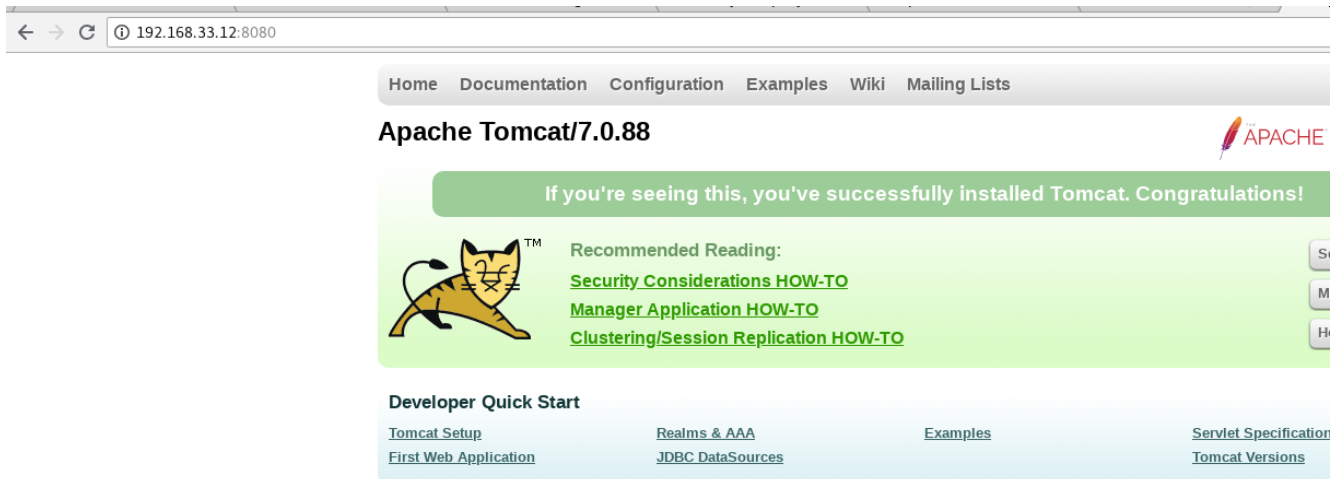 192.168.33.12:8080
Home Documentation Configuration Examples Wiki Mailing Lists
Apache Tomcat/7.0.88
APACHE
If you're seeing this, you've successfully installed Tomcat. Congratulations!
TM
Recommended Reading:
Security Considerations HOW-TO
Manager Application HOW-TO
Clustering/Session Replication HOW-TO
Developer Quick Start
Tomcat Setup Realms & AAA Examples Servlet Specification
First Web Application JDBC DataSources Tomcat Versions